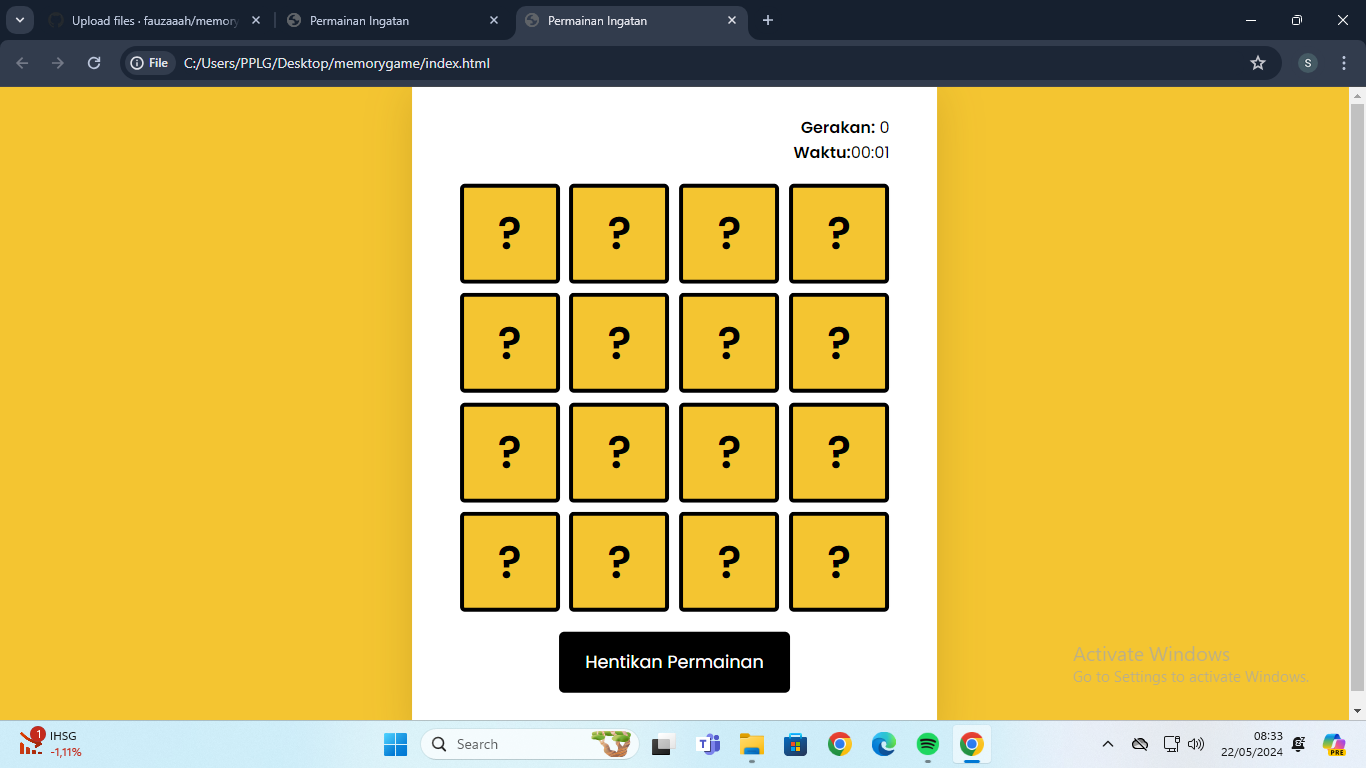 Upload files · fauzaaah/memory
Permainan Ingatan
Permainan Ingatan
File
C:/Users/PPLG/Desktop/memorygame/index.html
S
Gerakan: 0
Waktu:00:01
? ? ? ?
? ? ? ?
? ? ? ?
? ? ? ?
Hentikan Permainan
Activate Windows
Go to Settings to activate Windows.
1
IHSG
-1,11%
Search
08:33
22/05/2024
PRE